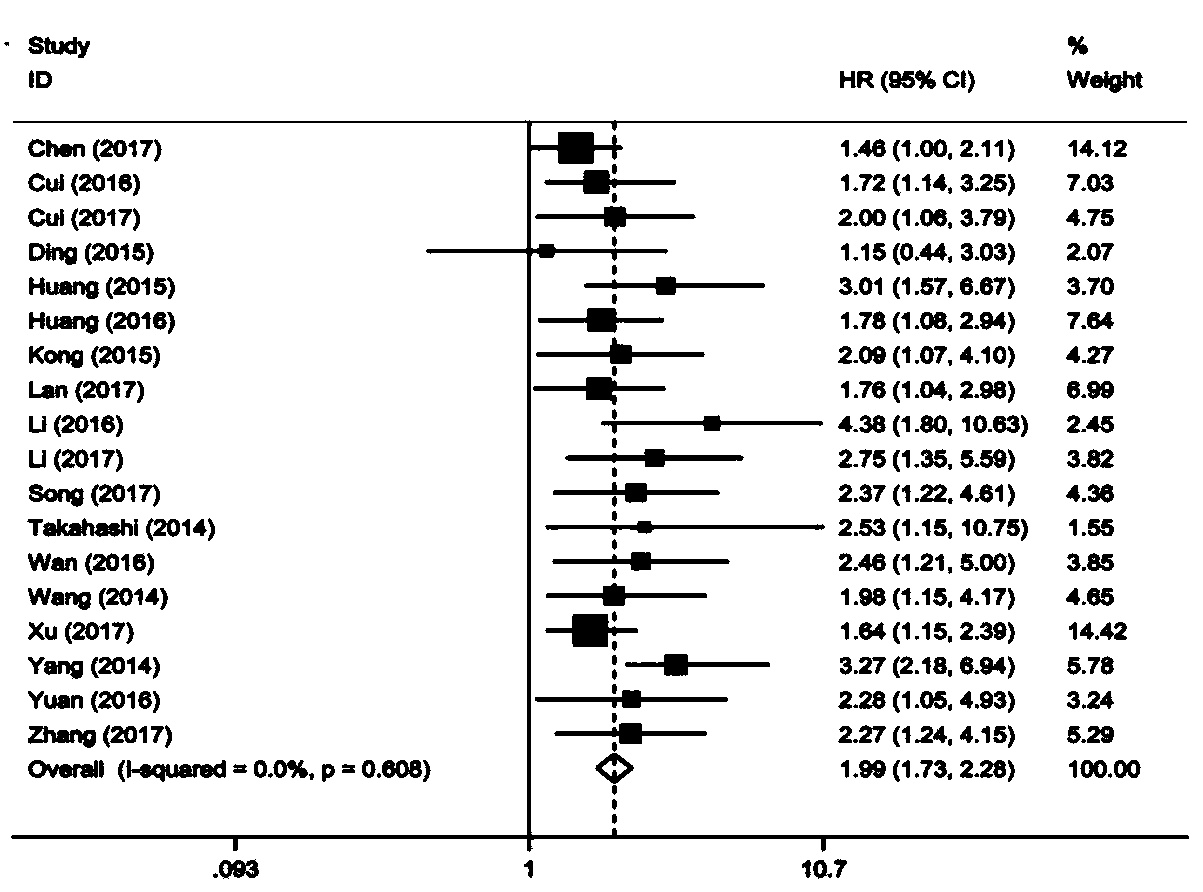 Study %
ID HR (95% CI) Weight
Chen (2017) 1.46 (1.00, 2.11) 14.12
Cui (2016) 1.72 (1.14, 3.25) 7.03
Cui (2017) 2.00 (1.06, 3.79) 4.75
Ding (2015) 1.15 (0.44, 3.03) 2.07
Huang (2015) 3.01 (1.57, 6.67) 3.70
Huang (2016) 1.78 (1.08, 2.94) 7.64
Kong (2015) 2.09 (1.07, 4.10) 4.27
Lan (2017) 1.76 (1.04, 2.98) 6.99
Li (2016) 4.38 (1.80, 10.63) 2.45
Li (2017) 2.75 (1.35, 5.59) 3.82
Song (2017) 2.37 (1.22, 4.61) 4.36
Takahashi (2014) 2.53 (1.15, 10.75) 1.55
Wan (2016) 2.46 (1.21, 5.00) 3.85
Wang (2014) 1.98 (1.15, 4.17) 4.65
Xu (2017) 1.64 (1.15, 2.39) 14.42
Yang (2014) 3.27 (2.18, 6.94) 5.78
Yuan (2016) 2.28 (1.05, 4.93) 3.24
Zhang (2017) 2.27 (1.24, 4.15) 5.29
Overall (I-squared = 0.0%, p = 0.608) 1.99 (1.73, 2.28) 100.00
.093 1 10.7